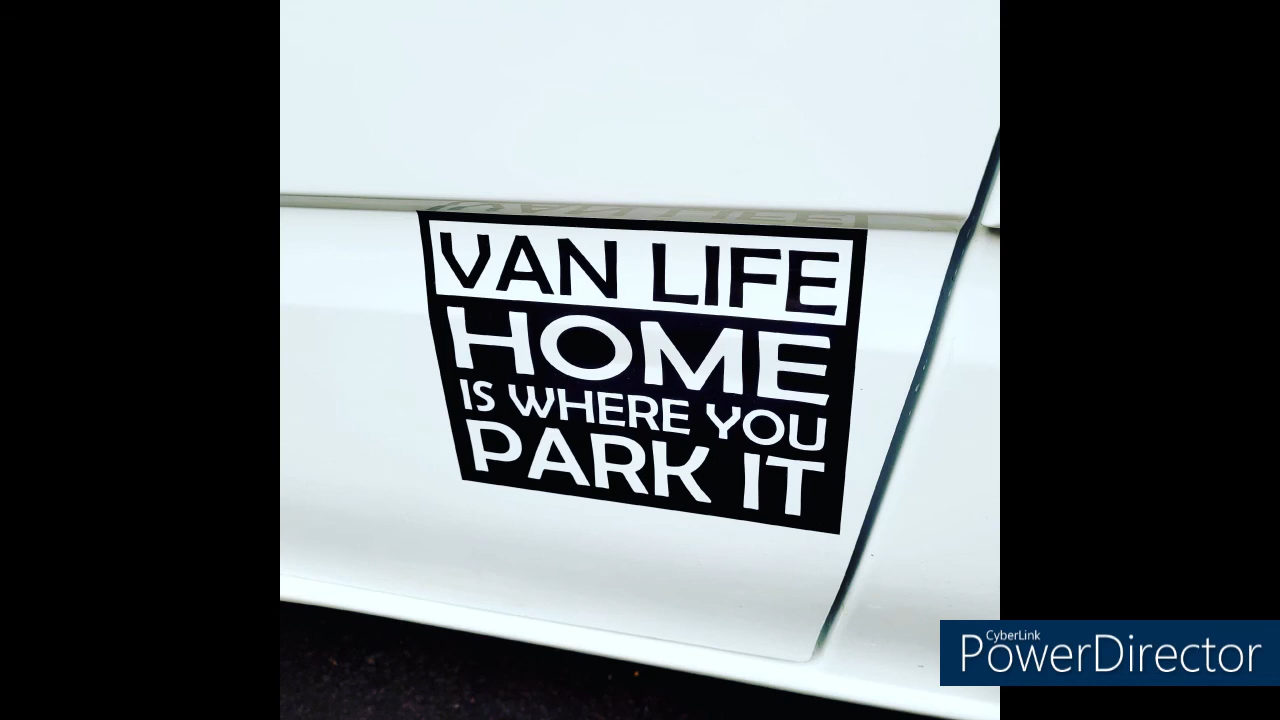 VAN LIFE
HOME
IS WHERE YOU
PARK IT
CyberLink
PowerDirector